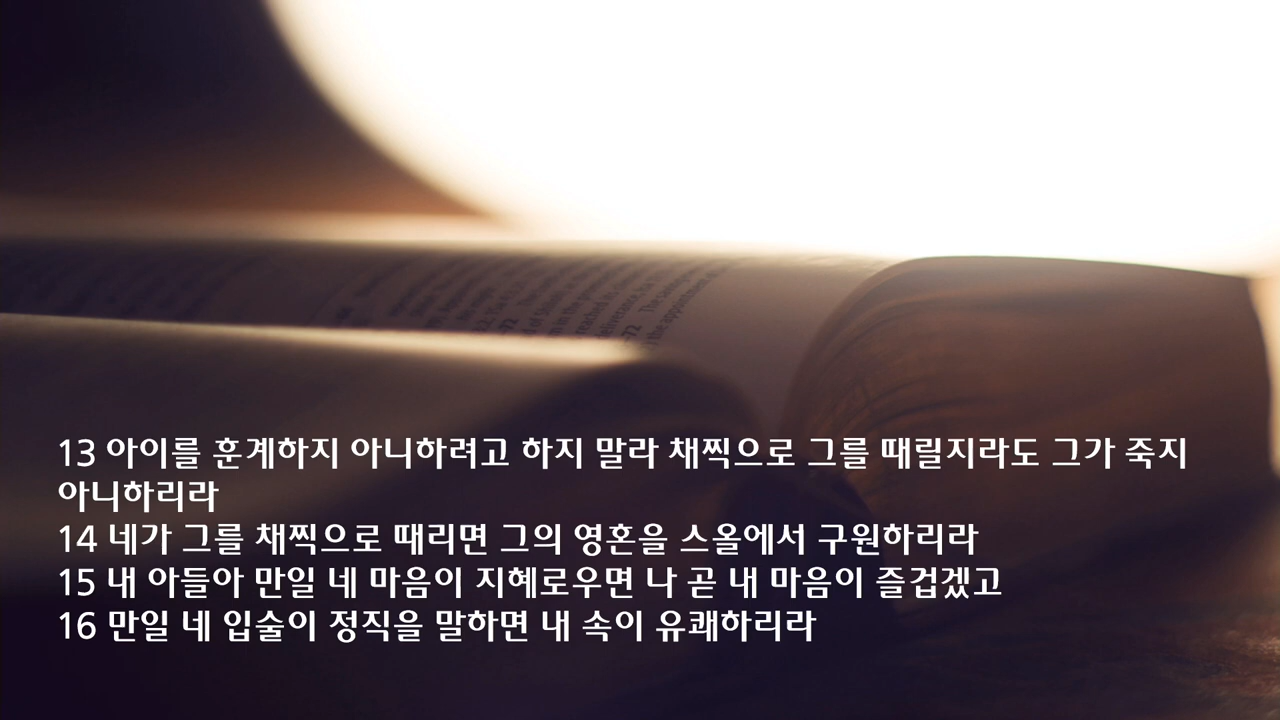 72
72 The
the appointment
13 아이를 훈계하지 아니하려고 하지 말라 채찍으로 그를 때릴지라도 그가 죽지
아니하리라
14 네가 그를 채찍으로 때리면 그의 영혼을 스올에서 구원하리라
15 내 아들아 만일 네 마음이 지혜로우면 나 곧 내 마음이 즐겁겠고
16 만일 네 입술이 정직을 말하면 내 속이 유쾌하리라